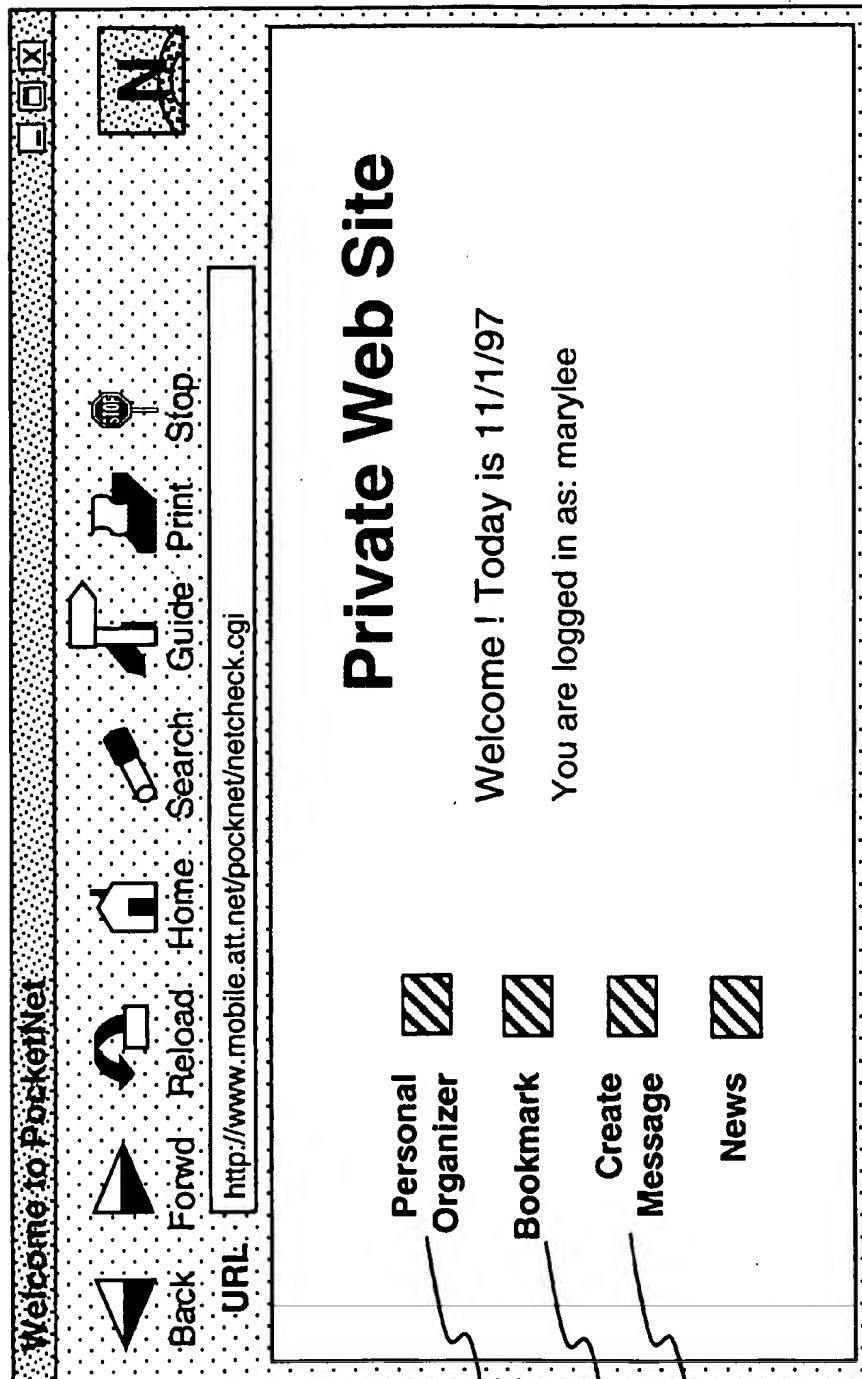 Welcome to PocketNet
Back Forwd Reload Home Search Guide Print Stop
STOP
N
URL http://www.mobile.att.net/pocknet/netcheck.cgi
Private Web Site
Welcome ! Today is 11/1/97
You are logged in as: marylee
Personal
Organizer
Bookmark
Create
Message
News